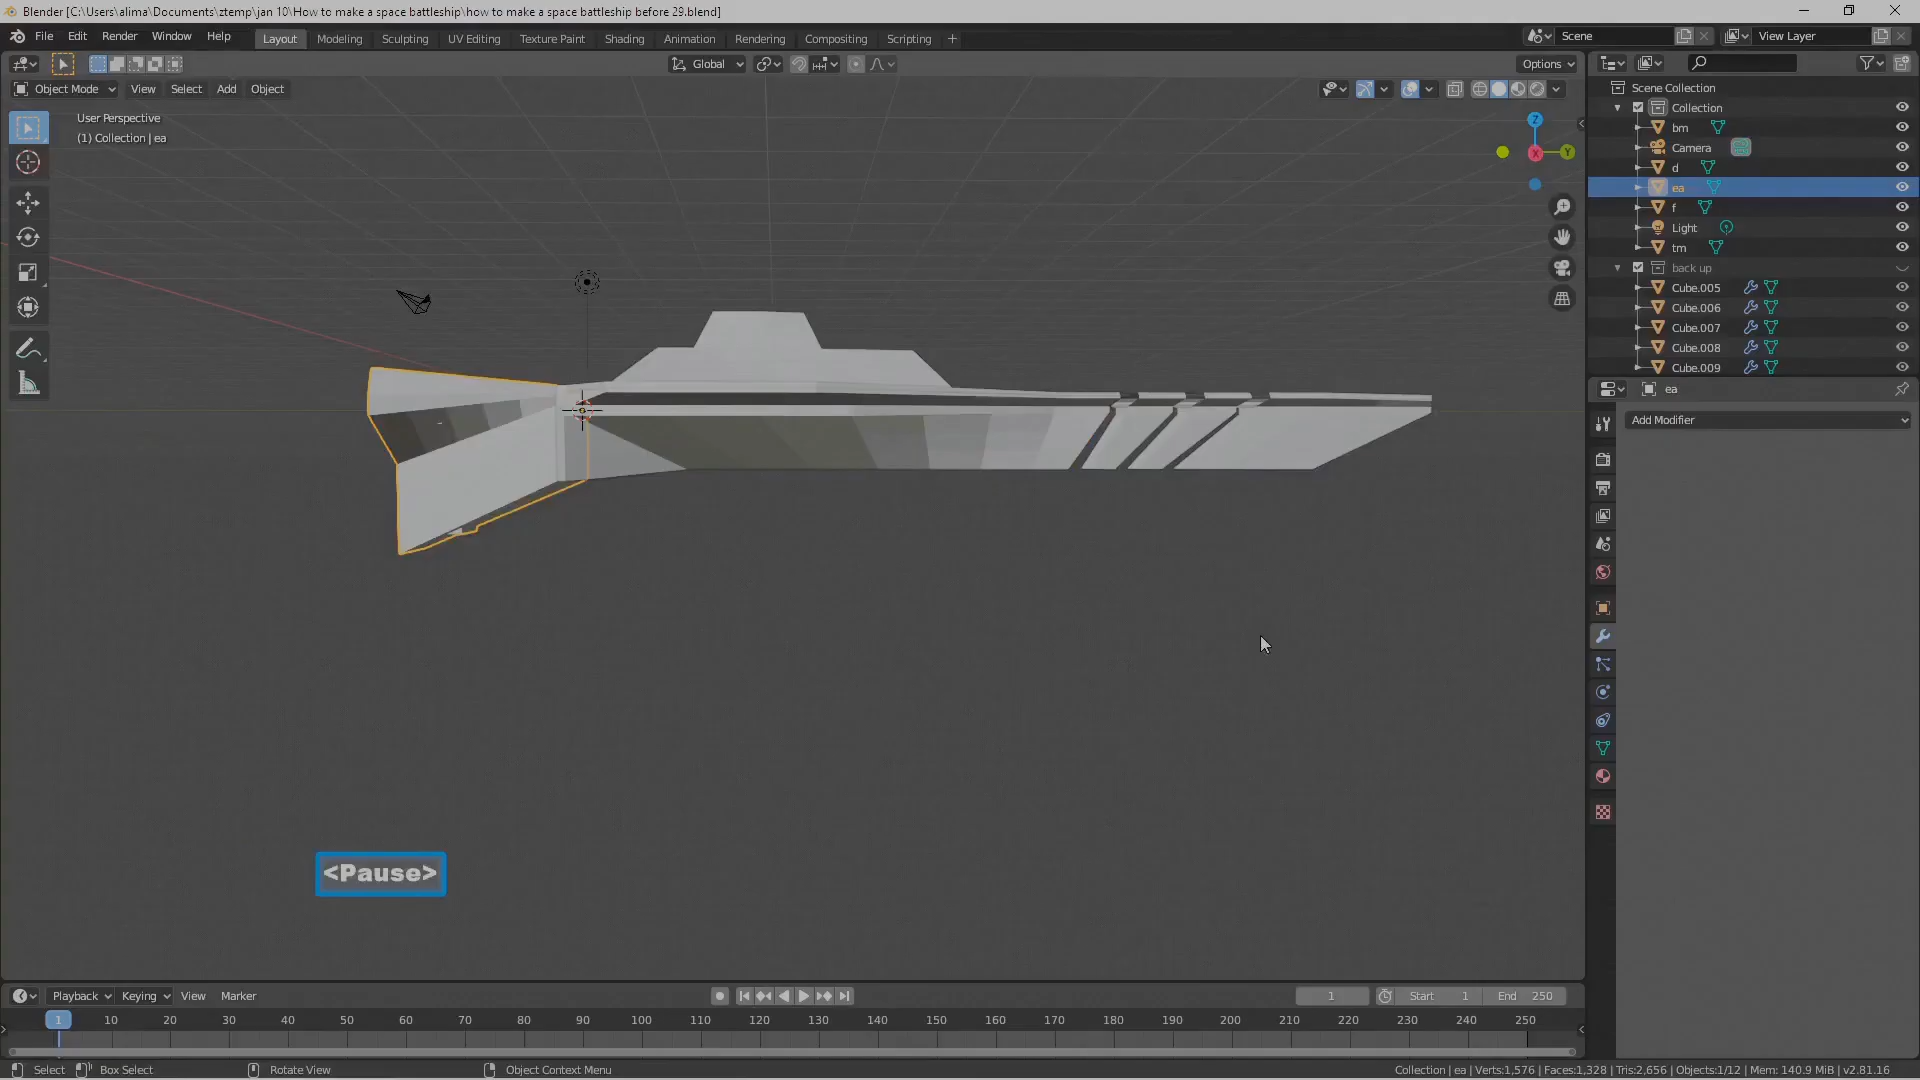 Blender [C:\Users\alima\Documents\ztemp\jan 10\How to make a space battleship\how to make a space battleship before 29.blend]
File Edit Render Window Help Layout Modeling Sculpting UV Editing Texture Paint Shading Animation Rendering Compositing Scripting + Scene View Layer
Global Options
Object Mode View Select Add Object
User Perspective
(1) Collection | ea
Z
X
Y
Scene Collection
Collection
bm
Camera
d
ea
f
Light
tm
back up
Cube.005
Cube.006
Cube.007
Cube.008
Cube.009
ea
Add Modifier
<Pause>
Playback Keying View Marker 1 Start 1 End 250
1 10 20 30 40 50 60 70 80 90 100 110 120 130 140 150 160 170 180 190 200 210 220 230 240 250
Select Box Select Rotate View Object Context Menu Collection | ea | Verts:1,576 | Faces:1,328 | Tris:2,656 | Objects:1/12 | Mem: 140.9 MiB | v2.81.16